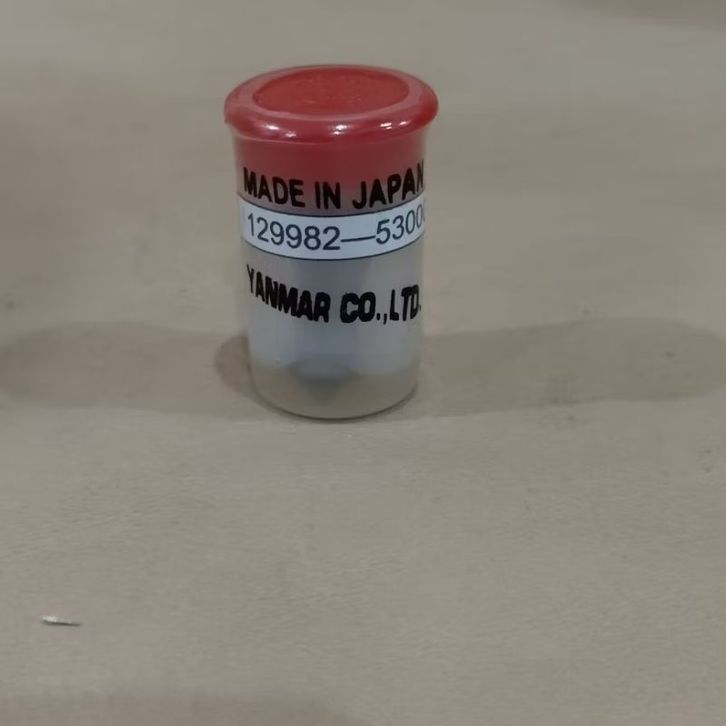 MADE IN JAPAN
129982—5300
YANMAR CO.,LTD.